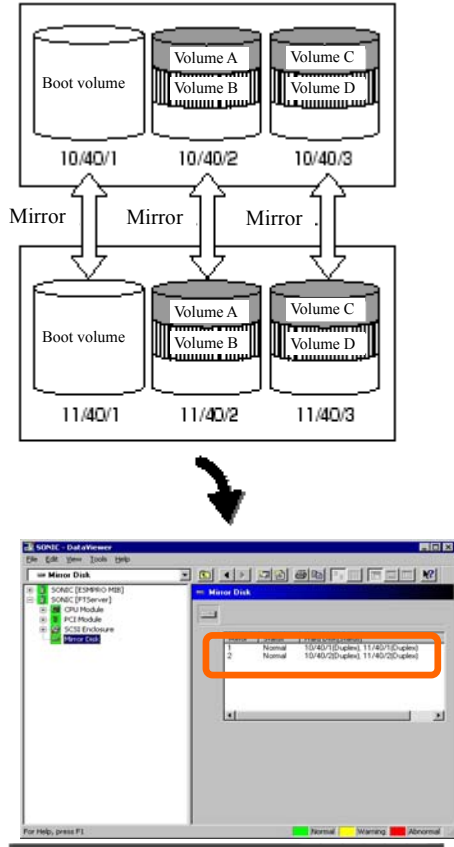 Boot volume
Volume A
Volume B
Volume C
Volume D
10/40/1
10/40/2
10/40/3
Mirror
Mirror
Mirror
Boot volume
Volume A
Volume B
Volume C
Volume D
11/40/1
11/40/2
11/40/3
SONIC - DataViewer
File Edit View Tools Help
Mirror Disk
SONIC [ESMPRO MIB]
SONIC [FTServer]
CPU Module
PCI Module
SCSI Enclosure
Mirror Disk
Mirror Disk
1 Normal 10/40/1(Duplex), 11/40/1(Duplex)
2 Normal 10/40/2(Duplex), 11/40/2(Duplex)
For Help, press F1
Normal Warning Abnormal